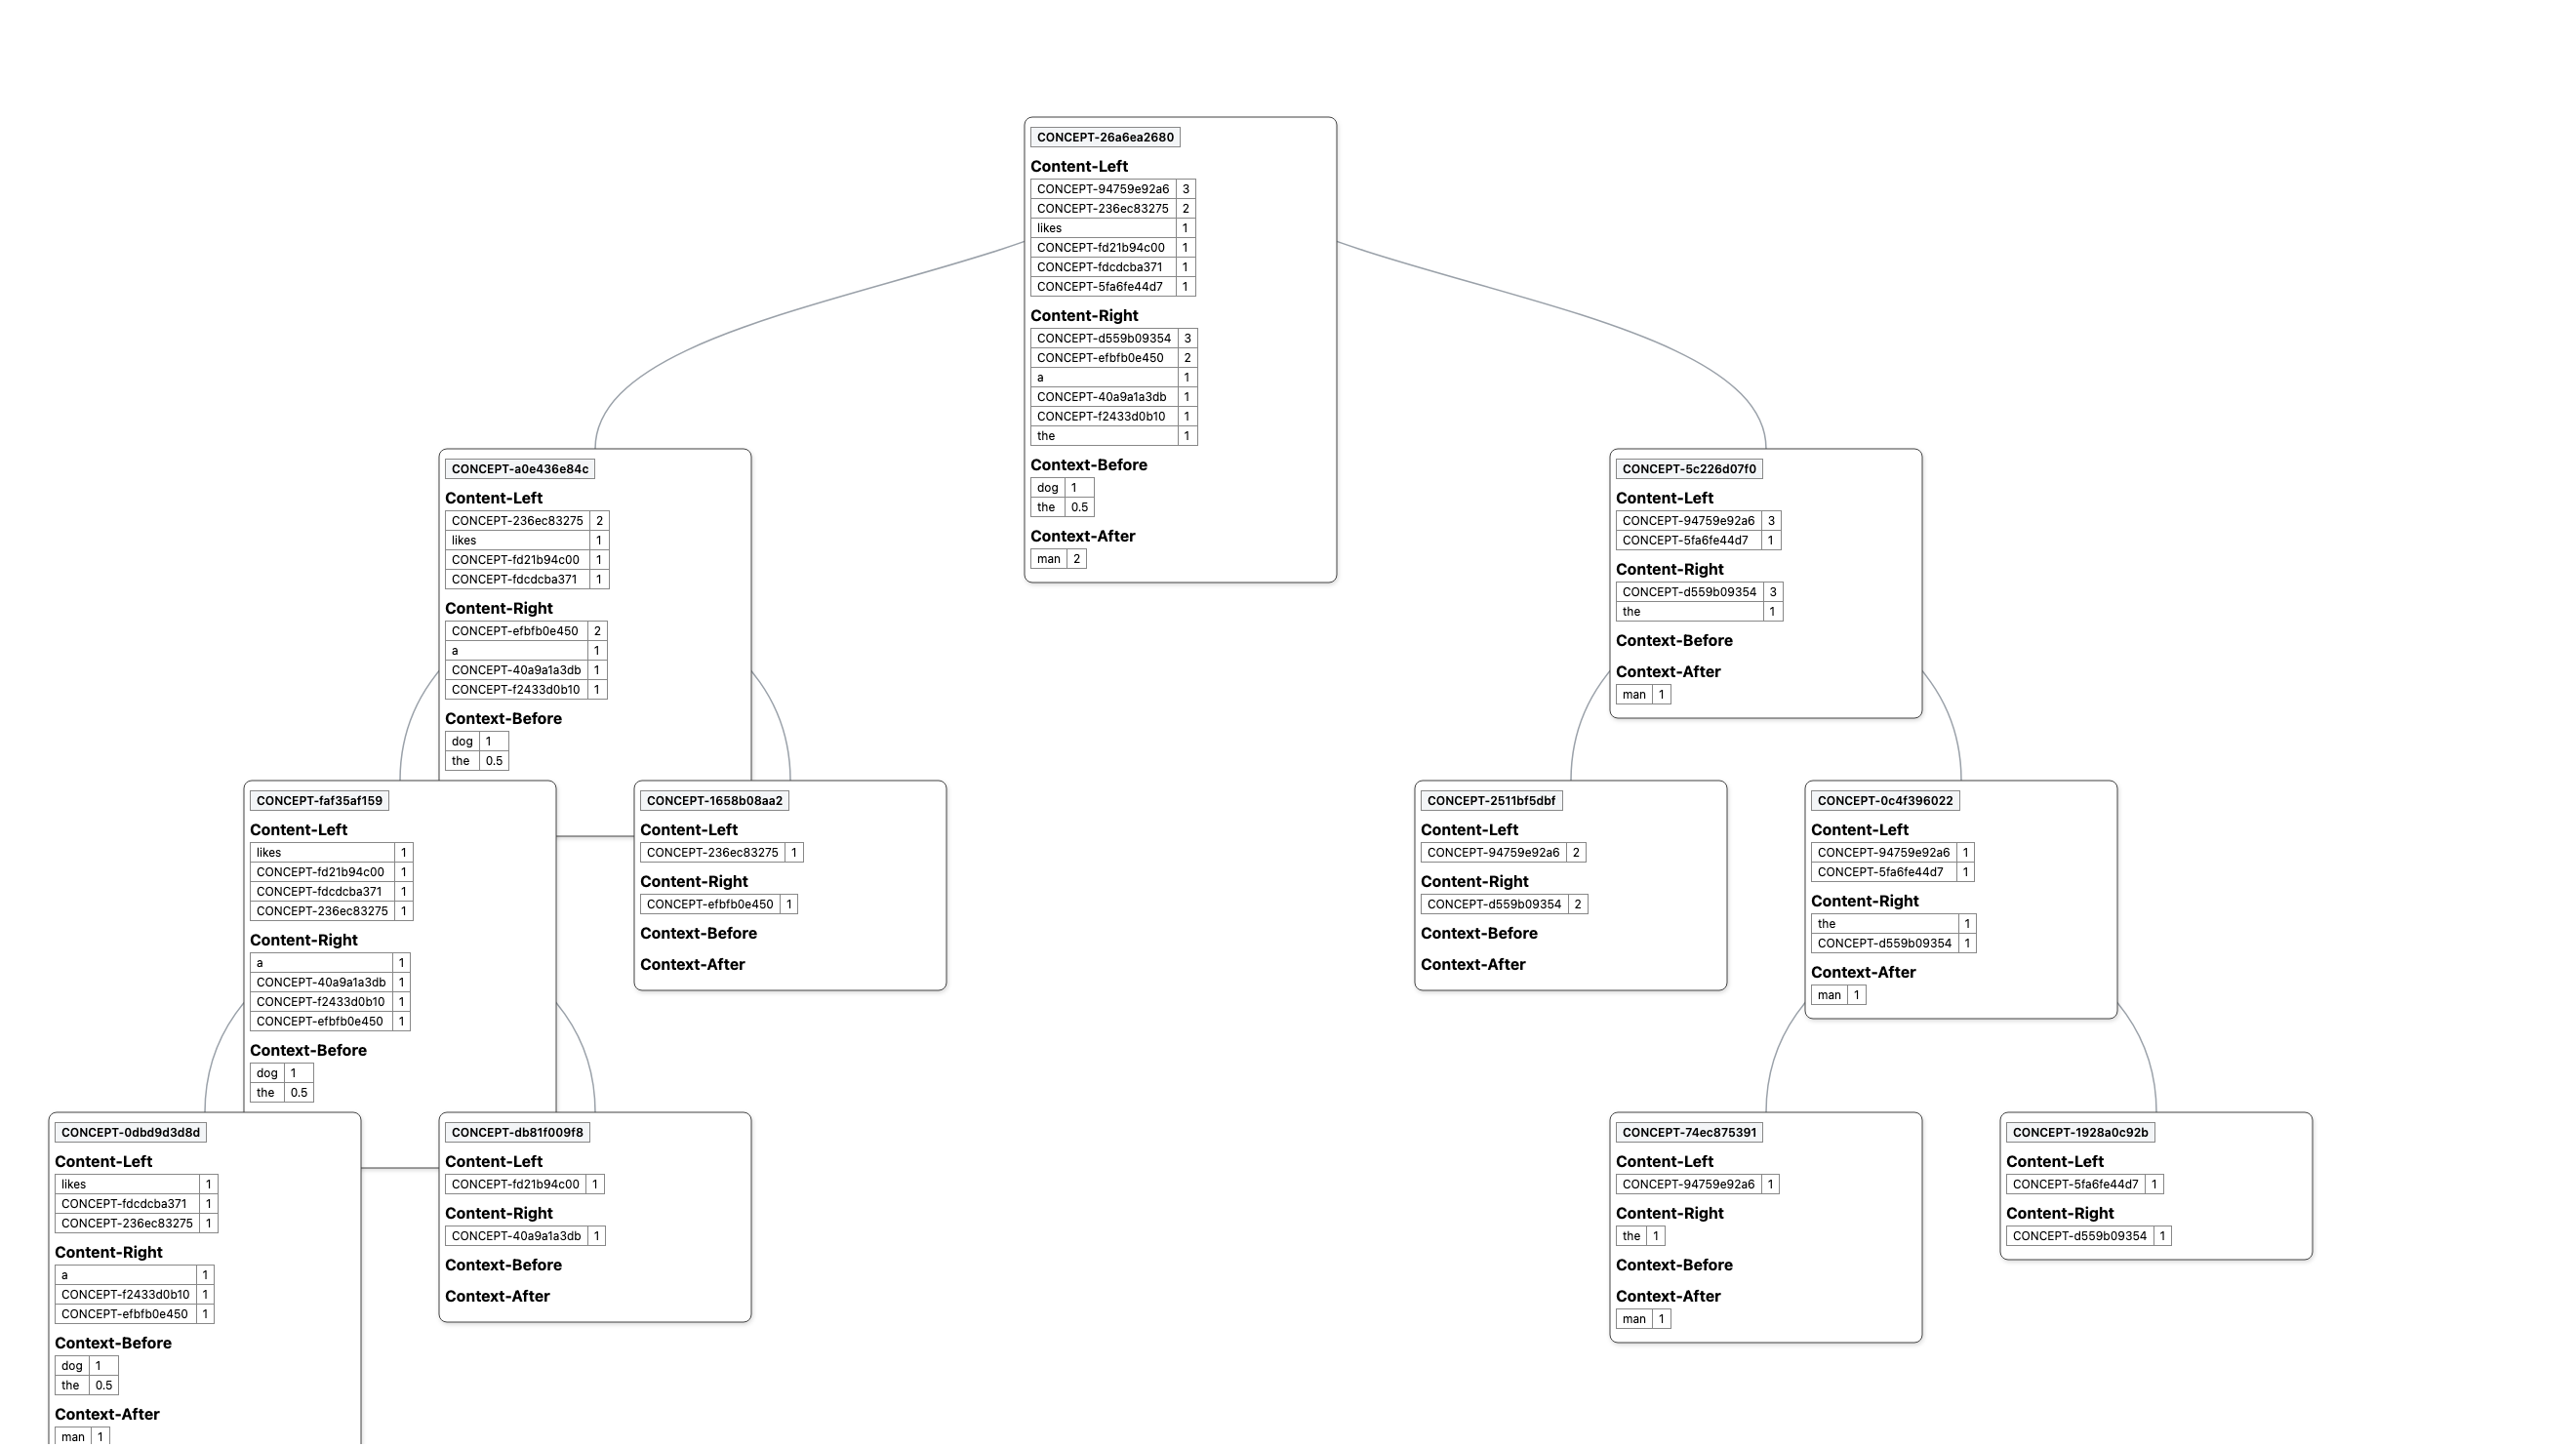 CONCEPT-26a6ea2680
Content-Left
CONCEPT-94759e92a6 3
CONCEPT-236ec83275 2
likes 1
CONCEPT-fd21b94c00 1
CONCEPT-fdcdcba371 1
CONCEPT-5fa6fe44d7 1
Content-Right
CONCEPT-d559b09354 3
CONCEPT-efbfb0e450 2
a 1
CONCEPT-40a9a1a3db 1
CONCEPT-f2433d0b10 1
the 1
Context-Before
dog 1
the 0.5
Context-After
man 2
CONCEPT-a0e436e84c
Content-Left
CONCEPT-236ec83275 2
likes 1
CONCEPT-fd21b94c00 1
CONCEPT-fdcdcba371 1
Content-Right
CONCEPT-efbfb0e450 2
a 1
CONCEPT-40a9a1a3db 1
CONCEPT-f2433d0b10 1
Context-Before
dog 1
the 0.5
CONCEPT-5c226d07f0
Content-Left
CONCEPT-94759e92a6 3
CONCEPT-5fa6fe44d7 1
Content-Right
CONCEPT-d559b09354 3
the 1
Context-Before
Context-After
man 1
CONCEPT-faf35af159
Content-Left
likes 1
CONCEPT-fd21b94c00 1
CONCEPT-fdcdcba371 1
CONCEPT-236ec83275 1
Content-Right
a 1
CONCEPT-40a9a1a3db 1
CONCEPT-f2433d0b10 1
CONCEPT-efbfb0e450 1
Context-Before
dog 1
the 0.5
CONCEPT-1658b08aa2
Content-Left
CONCEPT-236ec83275 1
Content-Right
CONCEPT-efbfb0e450 1
Context-Before
Context-After
CONCEPT-2511bf5dbf
Content-Left
CONCEPT-94759e92a6 2
Content-Right
CONCEPT-d559b09354 2
Context-Before
Context-After
CONCEPT-0c4f396022
Content-Left
CONCEPT-94759e92a6 1
CONCEPT-5fa6fe44d7 1
Content-Right
the 1
CONCEPT-d559b09354 1
Context-After
man 1
CONCEPT-0dbd9d3d8d
Content-Left
likes 1
CONCEPT-fdcdcba371 1
CONCEPT-236ec83275 1
Content-Right
a 1
CONCEPT-f2433d0b10 1
CONCEPT-efbfb0e450 1
Context-Before
dog 1
the 0.5
Context-After
man 1
CONCEPT-db81f009f8
Content-Left
CONCEPT-fd21b94c00 1
Content-Right
CONCEPT-40a9a1a3db 1
Context-Before
Context-After
CONCEPT-74ec875391
Content-Left
CONCEPT-94759e92a6 1
Content-Right
the 1
Context-Before
Context-After
man 1
CONCEPT-1928a0c92b
Content-Left
CONCEPT-5fa6fe44d7 1
Content-Right
CONCEPT-d559b09354 1